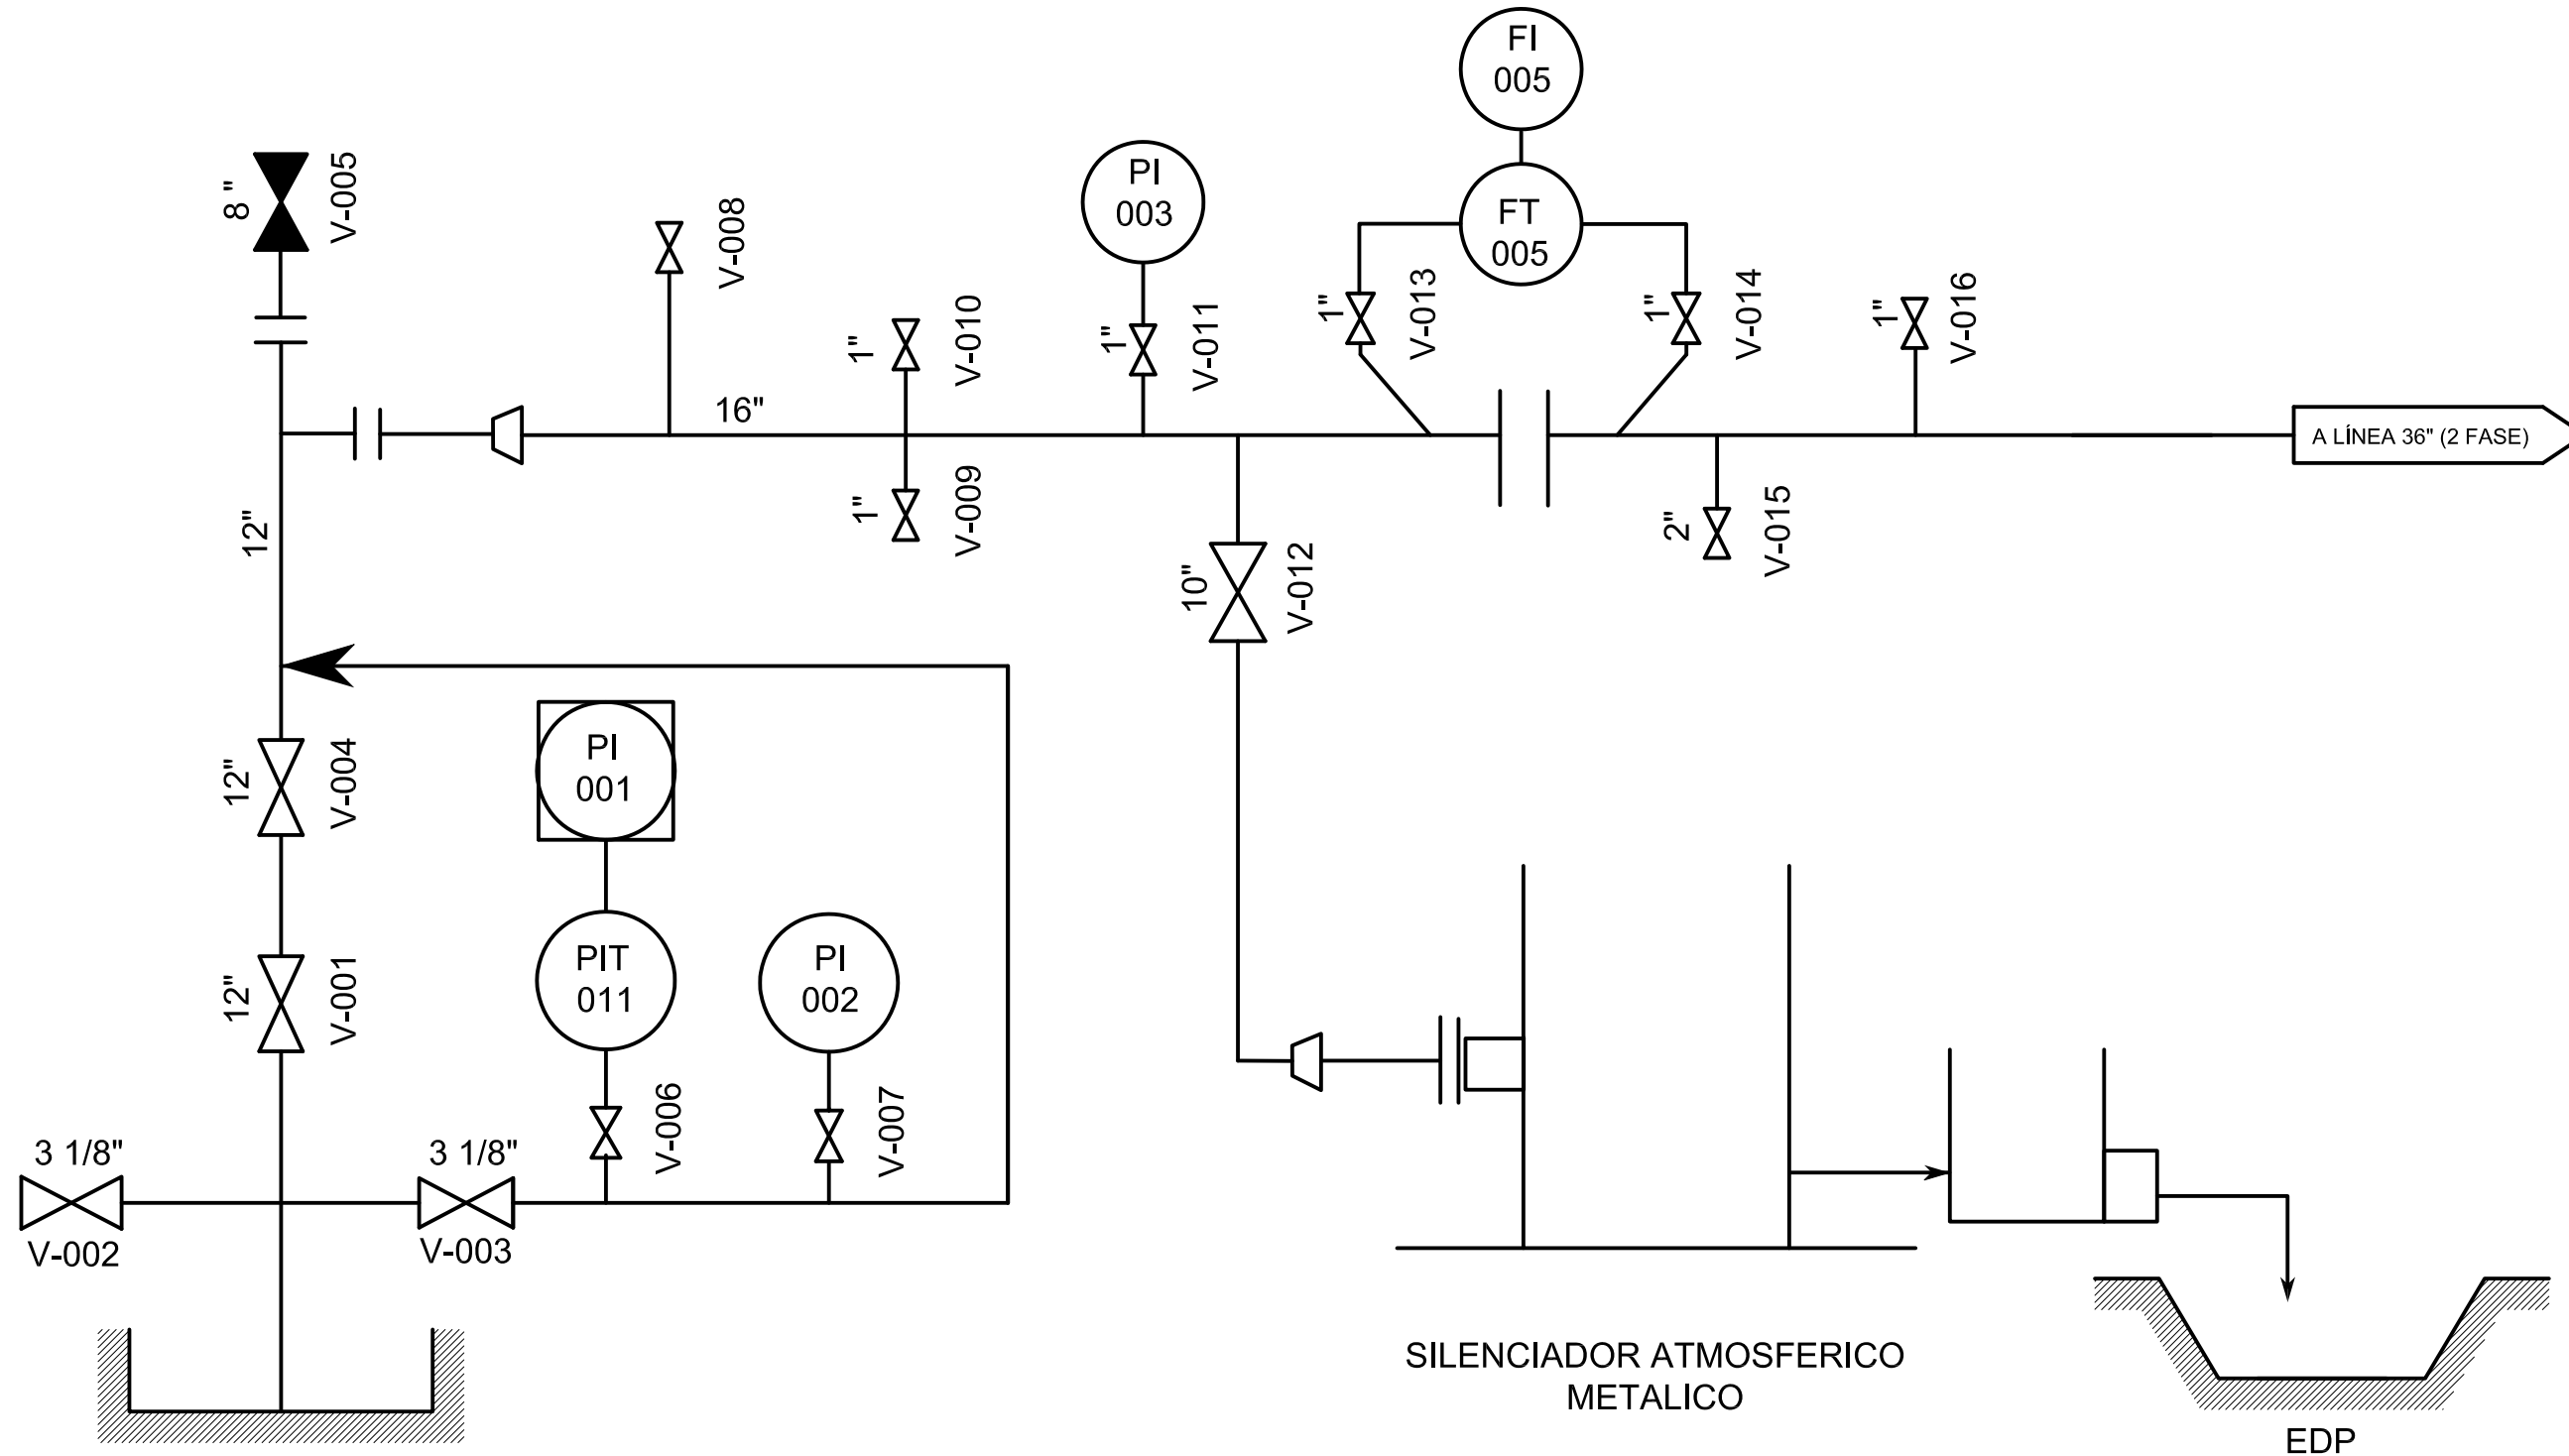 FI
005
8 "
V-005
PI
003
FT
005
V-008
1"
V-010
1"
V-011
1"
V-013
1"
V-014
1"
V-016
16"
A LÍNEA 36" (2 FASE)
12"
1"
V-009
2"
V-015
10"
V-012
12"
V-004
PI
001
12"
V-001
PIT
011
PI
002
V-006
V-007
3 1/8"
V-002
3 1/8"
V-003
SILENCIADOR ATMOSFERICO
METALICO
EDP